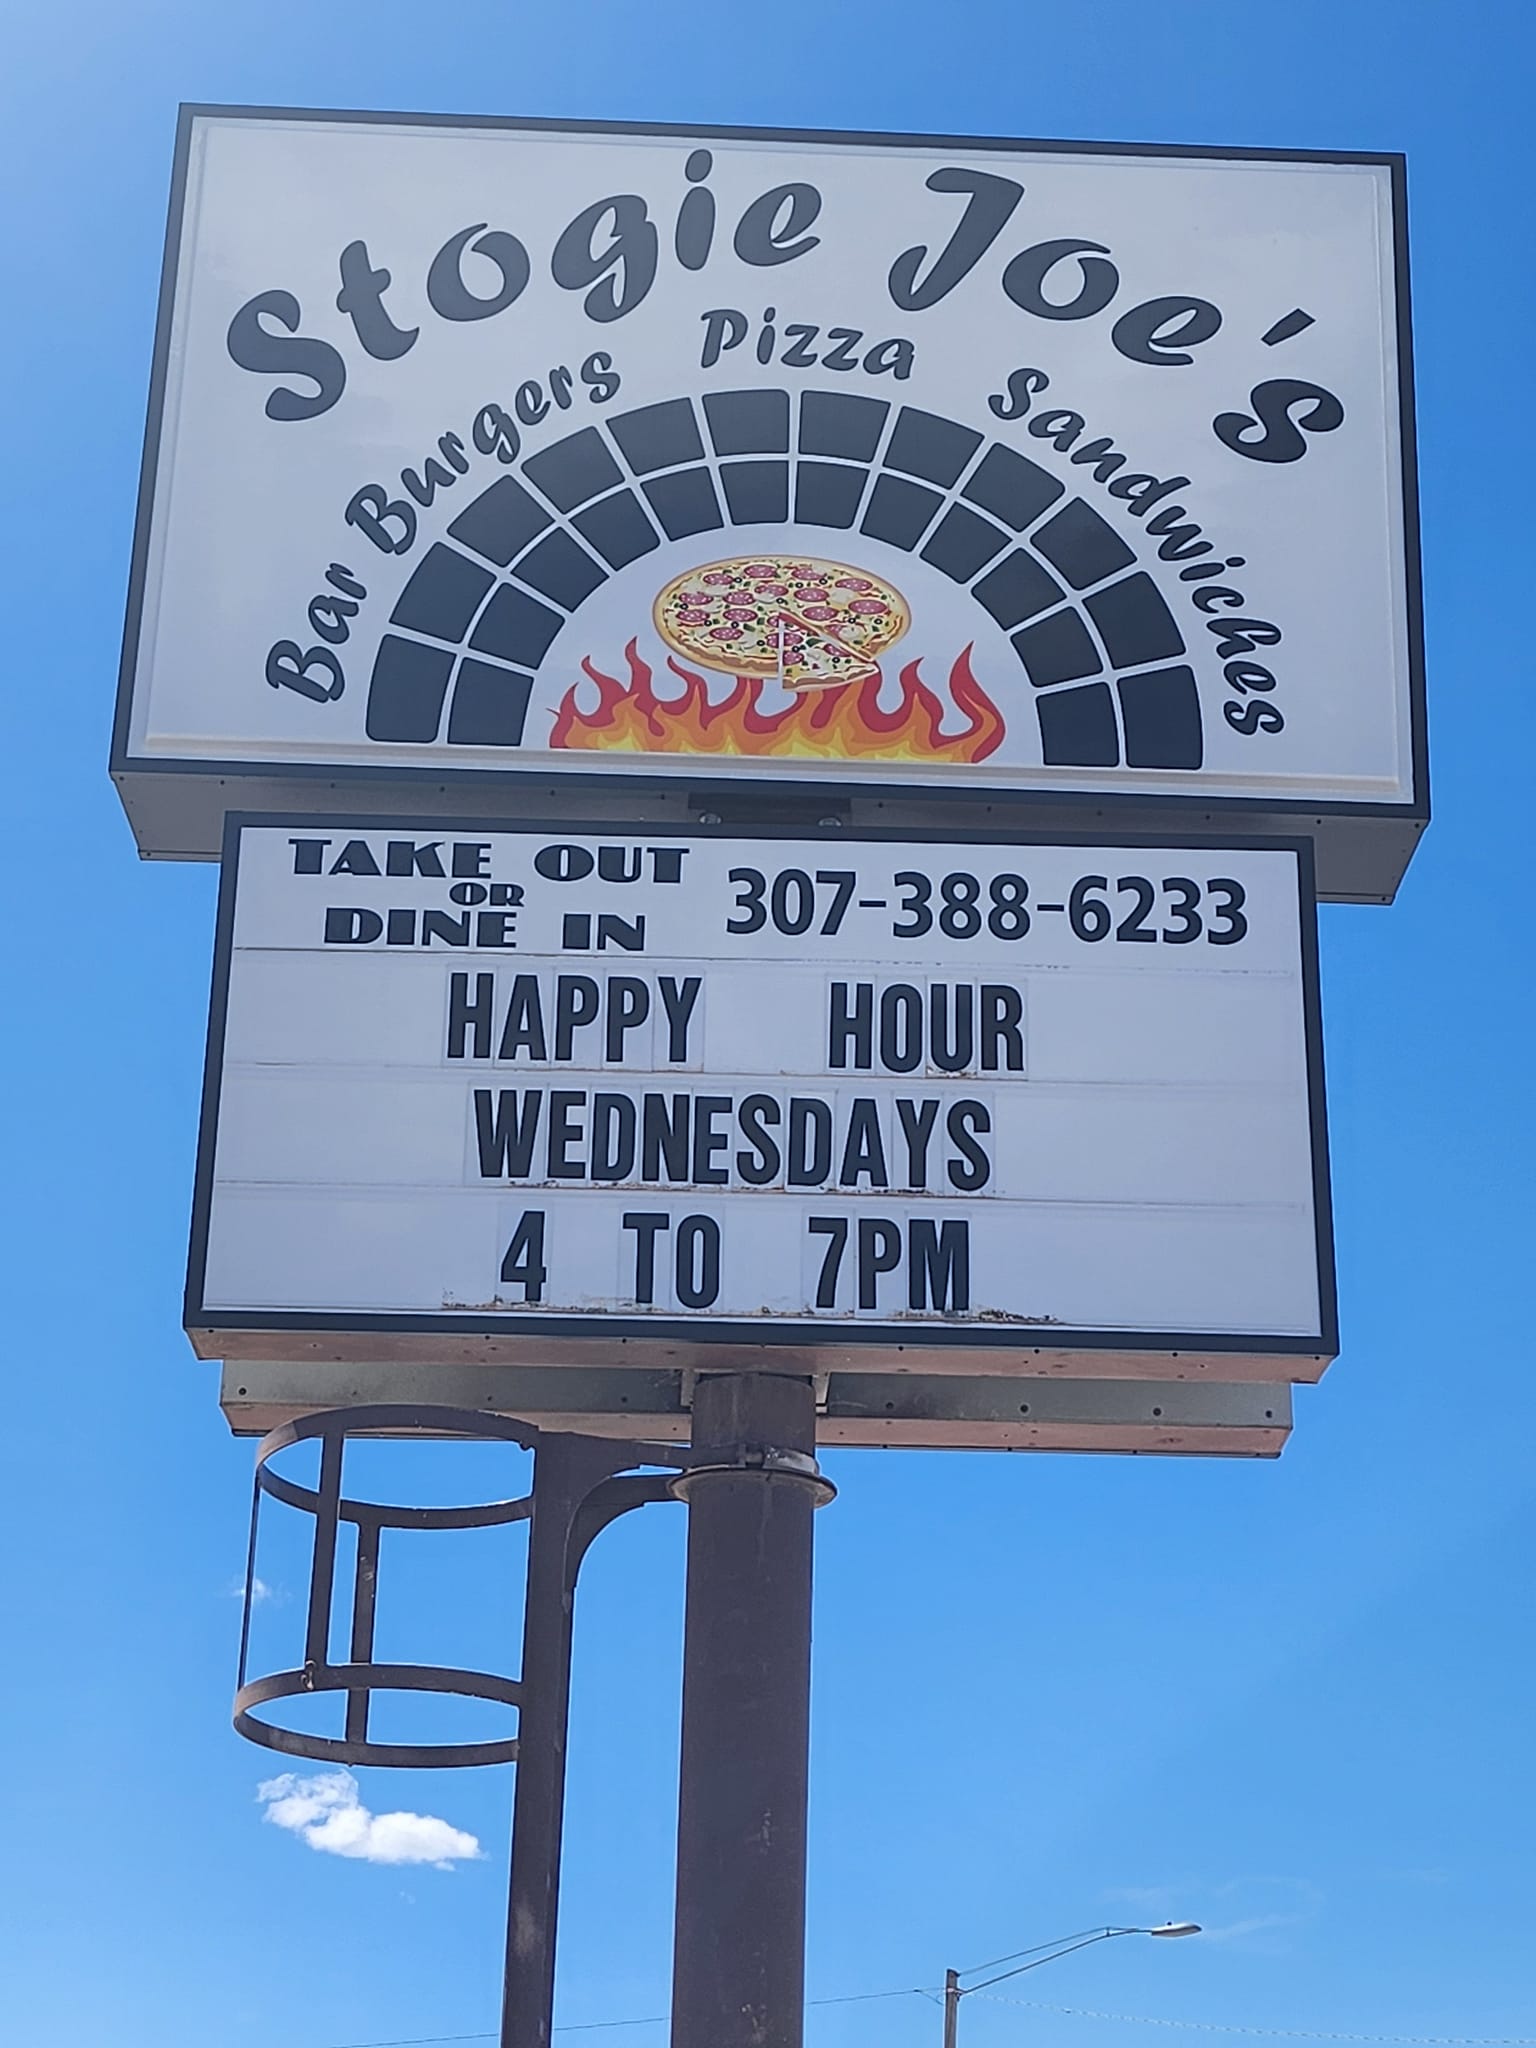 Stogie Joe's
Bar Burgers Pizza Sandwiches
TAKE OUT
OR
DINE IN
307-388-6233
HAPPY HOUR
WEDNESDAYS
4 TO 7PM